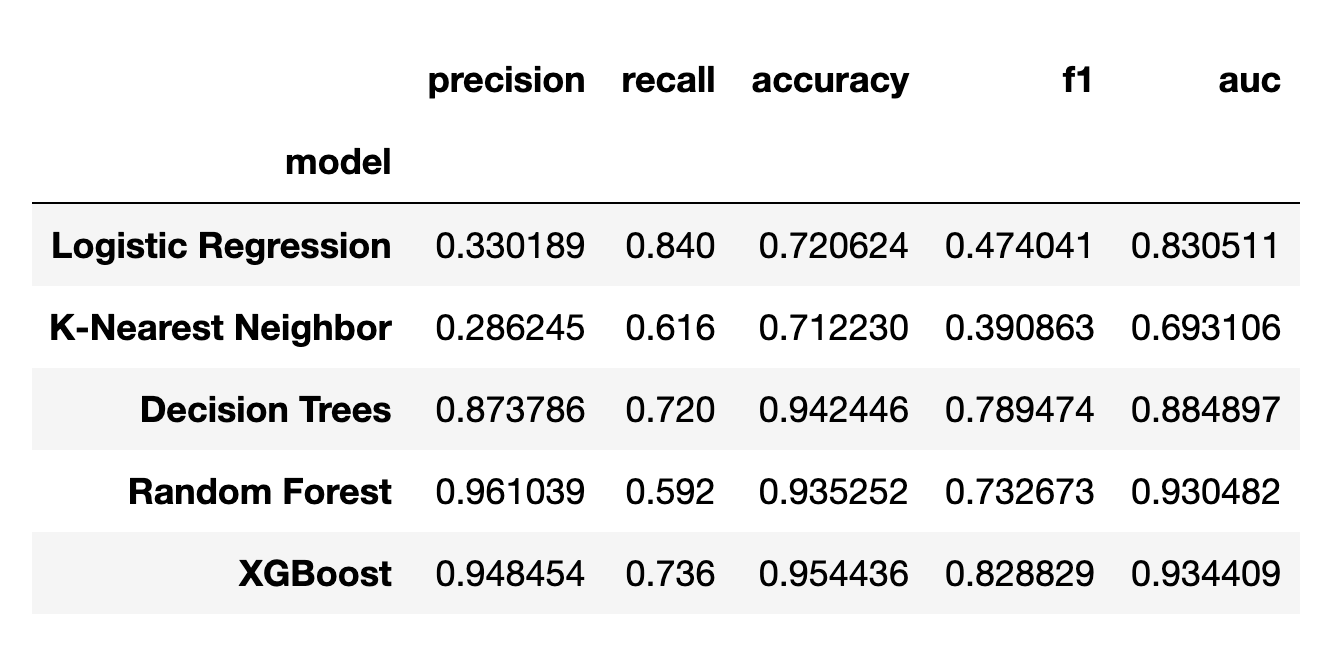 precision recall accuracy f1 auc
model
Logistic Regression 0.330189 0.840 0.720624 0.474041 0.830511
K-Nearest Neighbor 0.286245 0.616 0.712230 0.390863 0.693106
Decision Trees 0.873786 0.720 0.942446 0.789474 0.884897
Random Forest 0.961039 0.592 0.935252 0.732673 0.930482
XGBoost 0.948454 0.736 0.954436 0.828829 0.934409